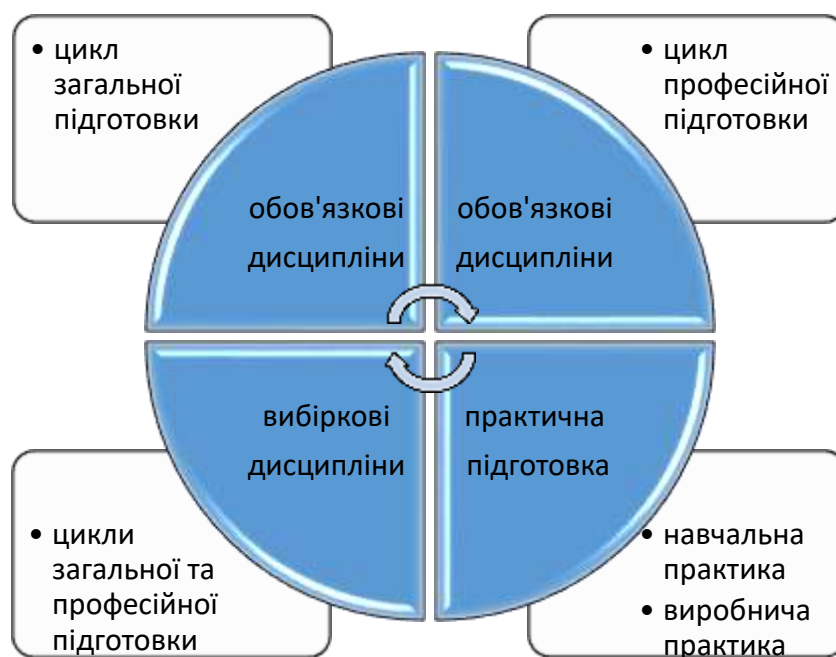 • цикл
загальної
підготовки
• цикл
професійної
підготовки
обов'язкові
дисципліни
обов'язкові
дисципліни
вибіркові
дисципліни
практична
підготовка
• цикли
загальної та
професійної
підготовки
• навчальна
практика
• виробнича
практика